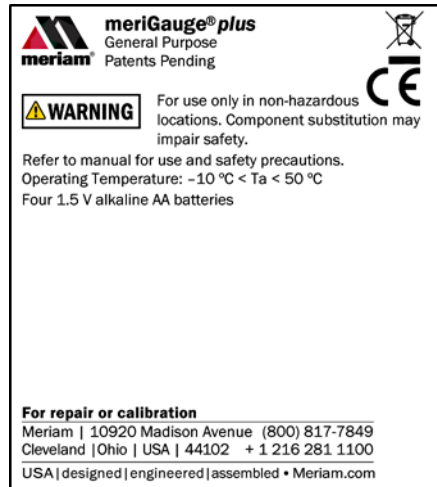 meriGauge® plus
General Purpose
meriam® Patents Pending
CE
WARNING
For use only in non-hazardous
locations. Component substitution may
impair safety.
Refer to manual for use and safety precautions.
Operating Temperature: –10 ºC < Ta < 50 ºC
Four 1.5 V alkaline AA batteries
For repair or calibration
Meriam | 10920 Madison Avenue (800) 817-7849
Cleveland |Ohio | USA | 44102 + 1 216 281 1100
USA|designed|engineered|assembled • Meriam.com